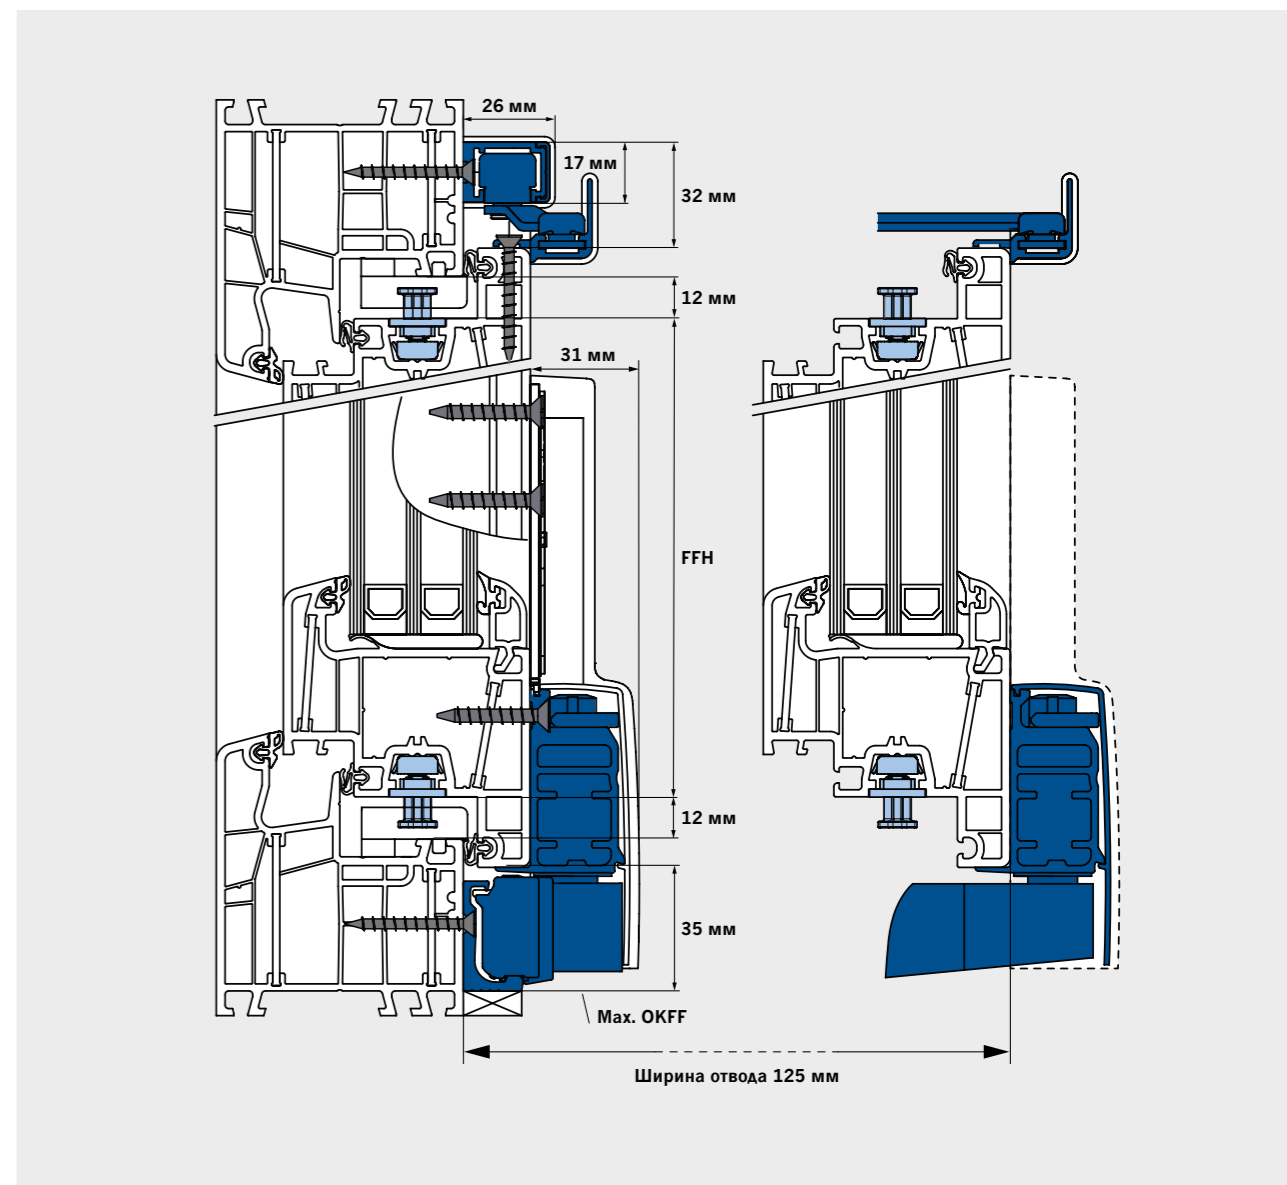 26 мм
17 мм
32 мм
12 мм
31 мм
FFH
12 мм
35 мм
Max. OKFF
Ширина отвода 125 мм